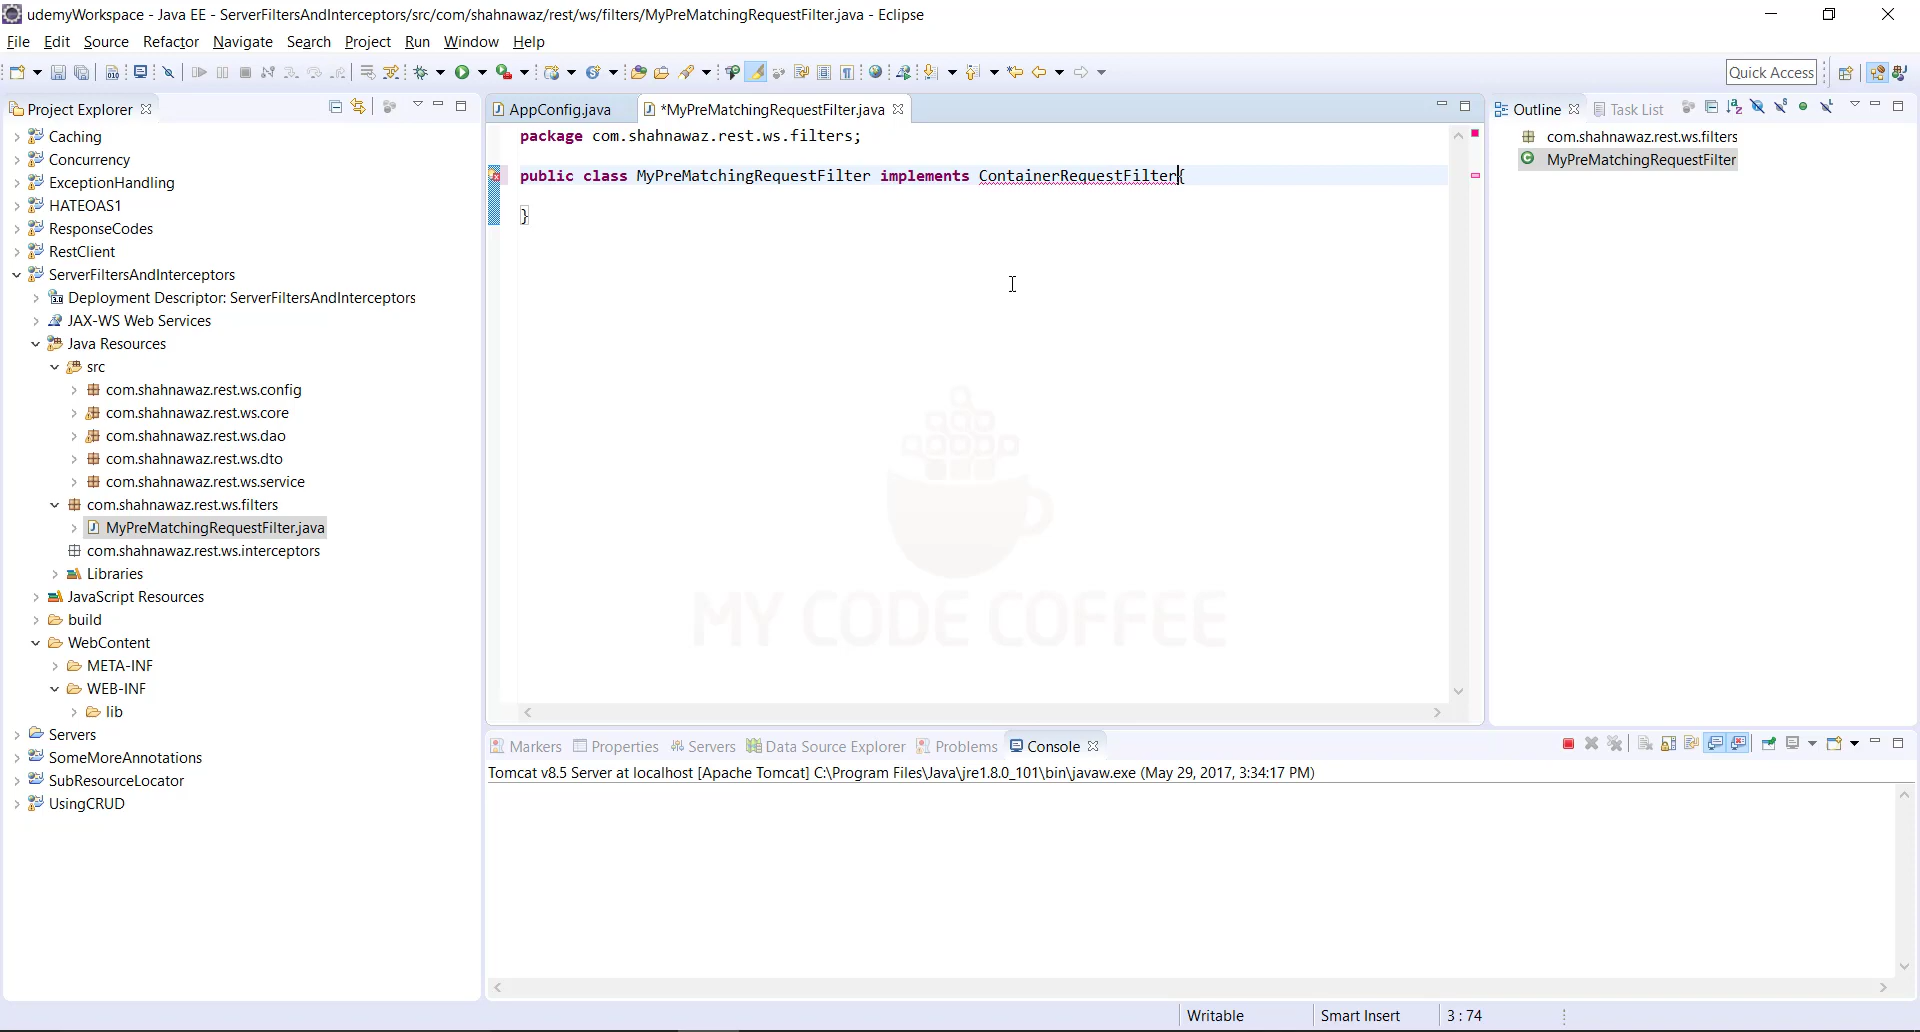 udemyWorkspace - Java EE - ServerFiltersAndInterceptors/src/com/shahnawaz/rest/ws/filters/MyPreMatchingRequestFilter.java - Eclipse
File Edit Source Refactor Navigate Search Project Run Window Help
Quick Access
Project Explorer
Caching
Concurrency
ExceptionHandling
HATEOAS1
ResponseCodes
RestClient
ServerFiltersAndInterceptors
Deployment Descriptor: ServerFiltersAndInterceptors
JAX-WS Web Services
Java Resources
src
com.shahnawaz.rest.ws.config
com.shahnawaz.rest.ws.core
com.shahnawaz.rest.ws.dao
com.shahnawaz.rest.ws.dto
com.shahnawaz.rest.ws.service
com.shahnawaz.rest.ws.filters
MyPreMatchingRequestFilter.java
com.shahnawaz.rest.ws.interceptors
Libraries
JavaScript Resources
build
WebContent
META-INF
WEB-INF
lib
Servers
SomeMoreAnnotations
SubResourceLocator
UsingCRUD
AppConfig.java *MyPreMatchingRequestFilter.java
package com.shahnawaz.rest.ws.filters;
public class MyPreMatchingRequestFilter implements ContainerRequestFilter{
}
MY CODE COFFEE
Outline Task List
com.shahnawaz.rest.ws.filters
MyPreMatchingRequestFilter
Markers Properties Servers Data Source Explorer Problems Console
Tomcat v8.5 Server at localhost [Apache Tomcat] C:\Program Files\Java\jre1.8.0_101\bin\javaw.exe (May 29, 2017, 3:34:17 PM)
Writable Smart Insert 3 : 74